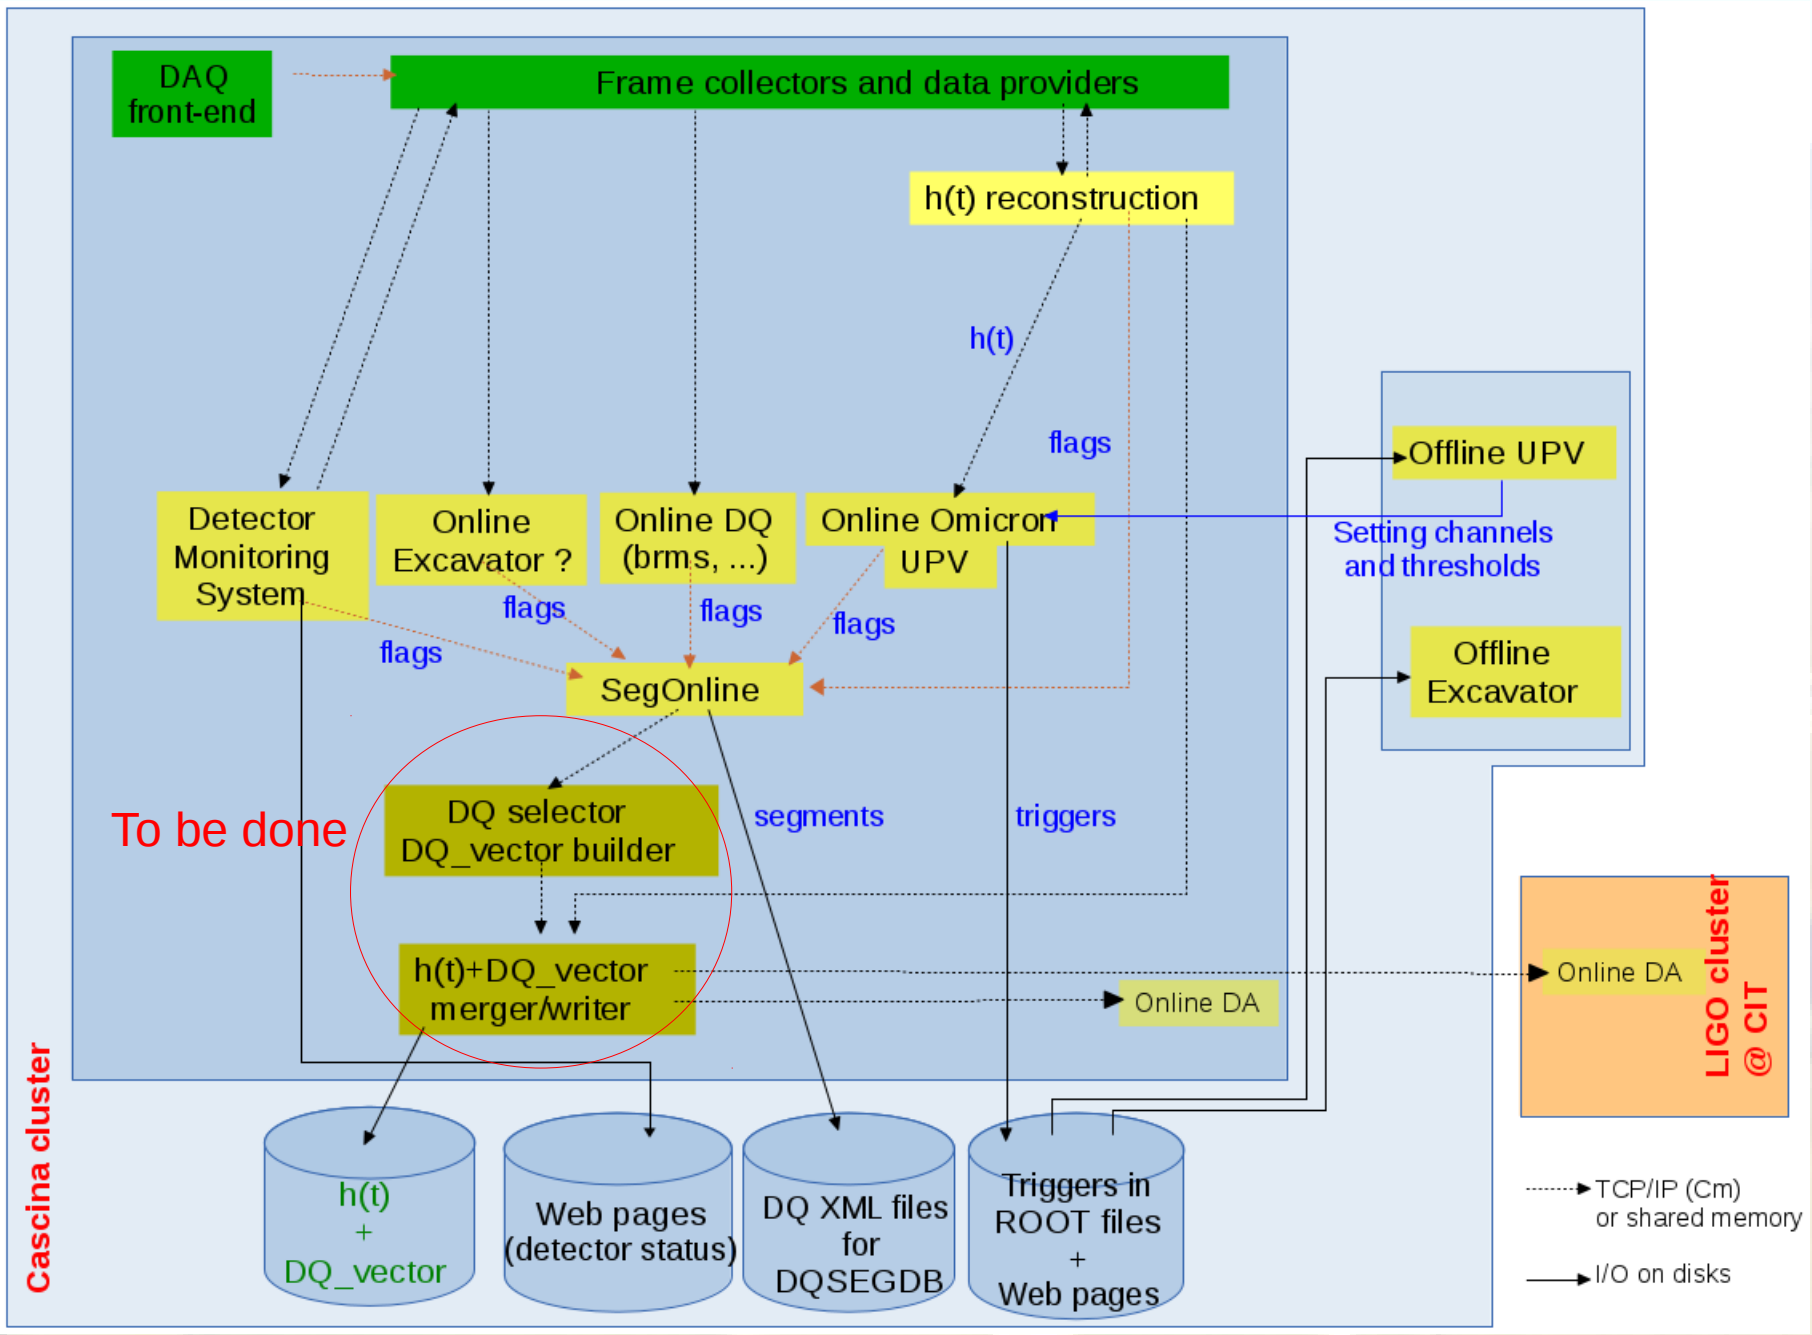 DAQ
front-end
Frame collectors and data providers
h(t) reconstruction
h(t)
flags
Offline UPV
Detector
Monitoring
System
Online
Excavator ?
Online DQ
(brms, ...)
Online Omicron
UPV
Setting channels
and thresholds
flags
flags
flags
flags
Offline
Excavator
SegOnline
To be done
DQ selector
DQ_vector builder
segments
triggers
h(t)+DQ_vector
merger/writer
Online DA
Online DA
LIGO cluster
@ CIT
Cascina cluster
h(t)
+
DQ_vector
Web pages
(detector status)
DQ XML files
for
DQSEGDB
Triggers in
ROOT files
+
Web pages
TCP/IP (Cm)
or shared memory
I/O on disks